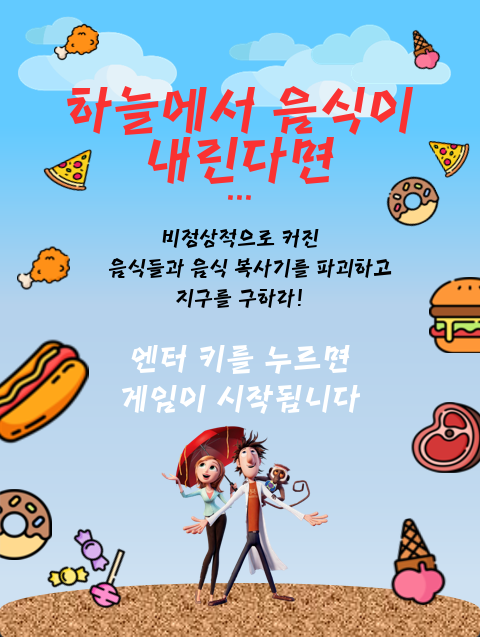 하늘에서 음식이
내린다면
...
비정상적으로 커진
음식들과 음식 복사기를 파괴하고
지구를 구하라!
엔터 키를 누르면
게임이 시작됩니다